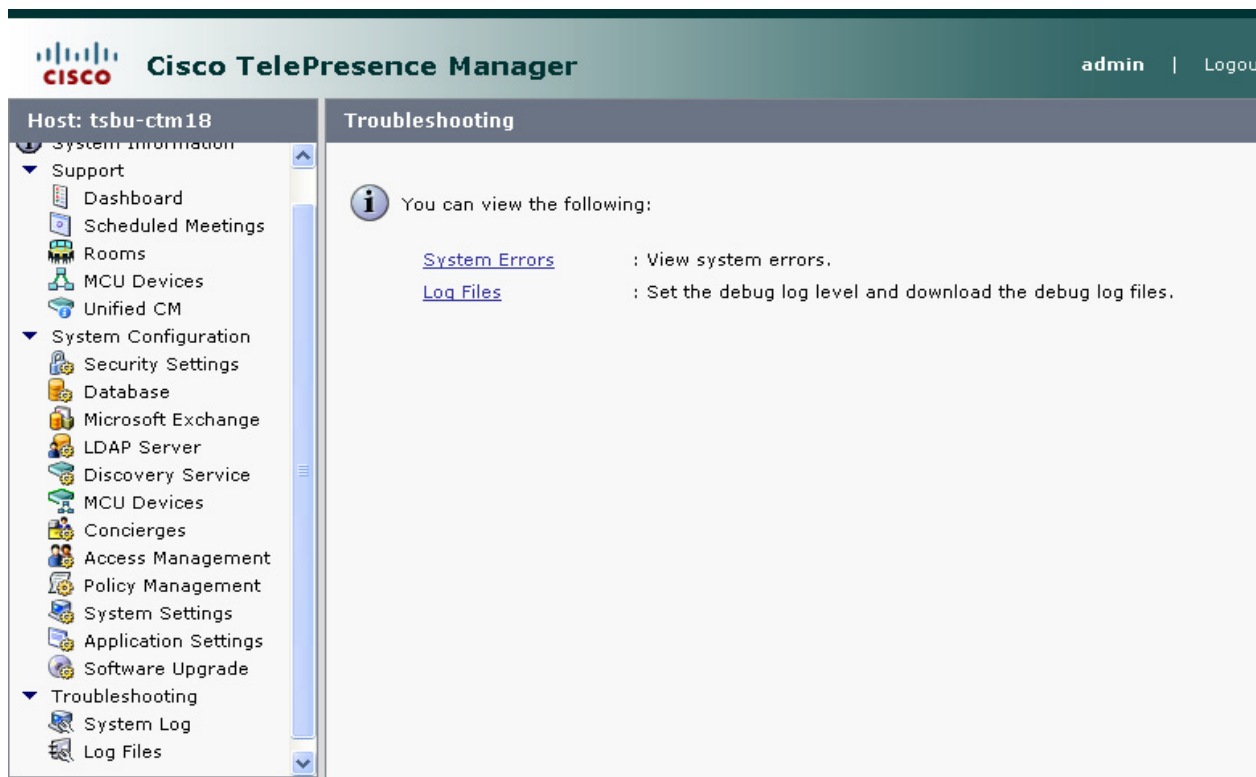 CISCO
Cisco TelePresence Manager
admin | Logou
Host: tsbu-ctm18
Troubleshooting
System Information
Support
Dashboard
Scheduled Meetings
Rooms
MCU Devices
Unified CM
System Configuration
Security Settings
Database
Microsoft Exchange
LDAP Server
Discovery Service
MCU Devices
Concierges
Access Management
Policy Management
System Settings
Application Settings
Software Upgrade
Troubleshooting
System Log
Log Files
You can view the following:
System Errors : View system errors.
Log Files : Set the debug log level and download the debug log files.